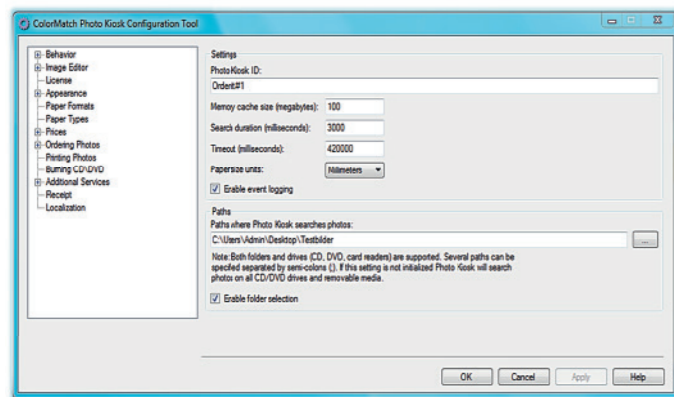 ColorMatch Photo Kiosk Configuration Tool
Behavior
Image Editor
License
Appearance
Paper Formats
Paper Types
Prices
Ordering Photos
Printing Photos
Burning CD\DVD
Additional Services
Receipt
Localization
Settings
Photo Kiosk ID:
Orderit#1
Memoy cache size (megabytes): 100
Search duration (milliseconds): 3000
Timeout (milliseconds): 420000
Papersize units: Millimeters
Enable event logging
Paths
Paths where Photo Kiosk searches photos:
C:\Users\Admin\Desktop\Testbilder
...
Note: Both folders and drives (CD, DVD, card readers) are supported. Several paths can be
specified separated by semi-colons (;). If this setting is not initialized Photo Kiosk will search
photos on all CD/DVD drives and removable media.
Enable folder selection
OK Cancel Apply Help